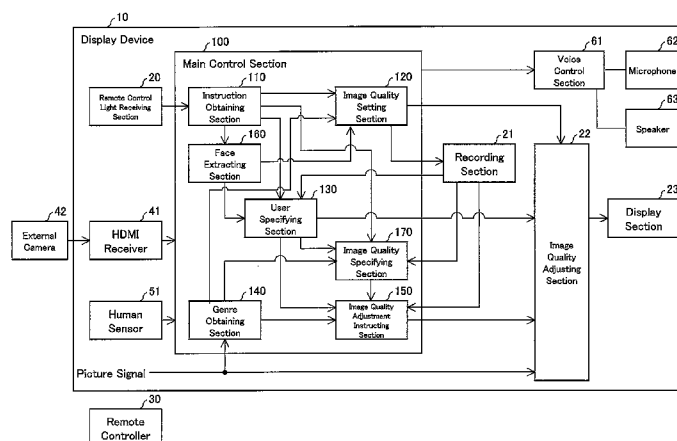 10
Display Device
100
Main Control Section
20
Remote Control
Light Receiving
Section
110
Instruction
Obtaining
Section
120
Image Quality
Setting
Section
61
Voice
Control
Section
62
Microphone
63
Speaker
160
Face
Extracting
Section
21
Recording
Section
22
Image
Quality
Adjusting
Section
23
Display
Section
42
External
Camera
41
HDMI
Receiver
130
User
Specifying
Section
170
Image Quality
Specifying
Section
51
Human
Sensor
140
Genre
Obtaining
Section
150
Image Quality
Adjustment
Instructing
Section
Picture Signal
30
Remote
Controller